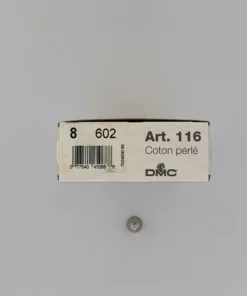 8 602
Art. 116
Coton perlé
DMC